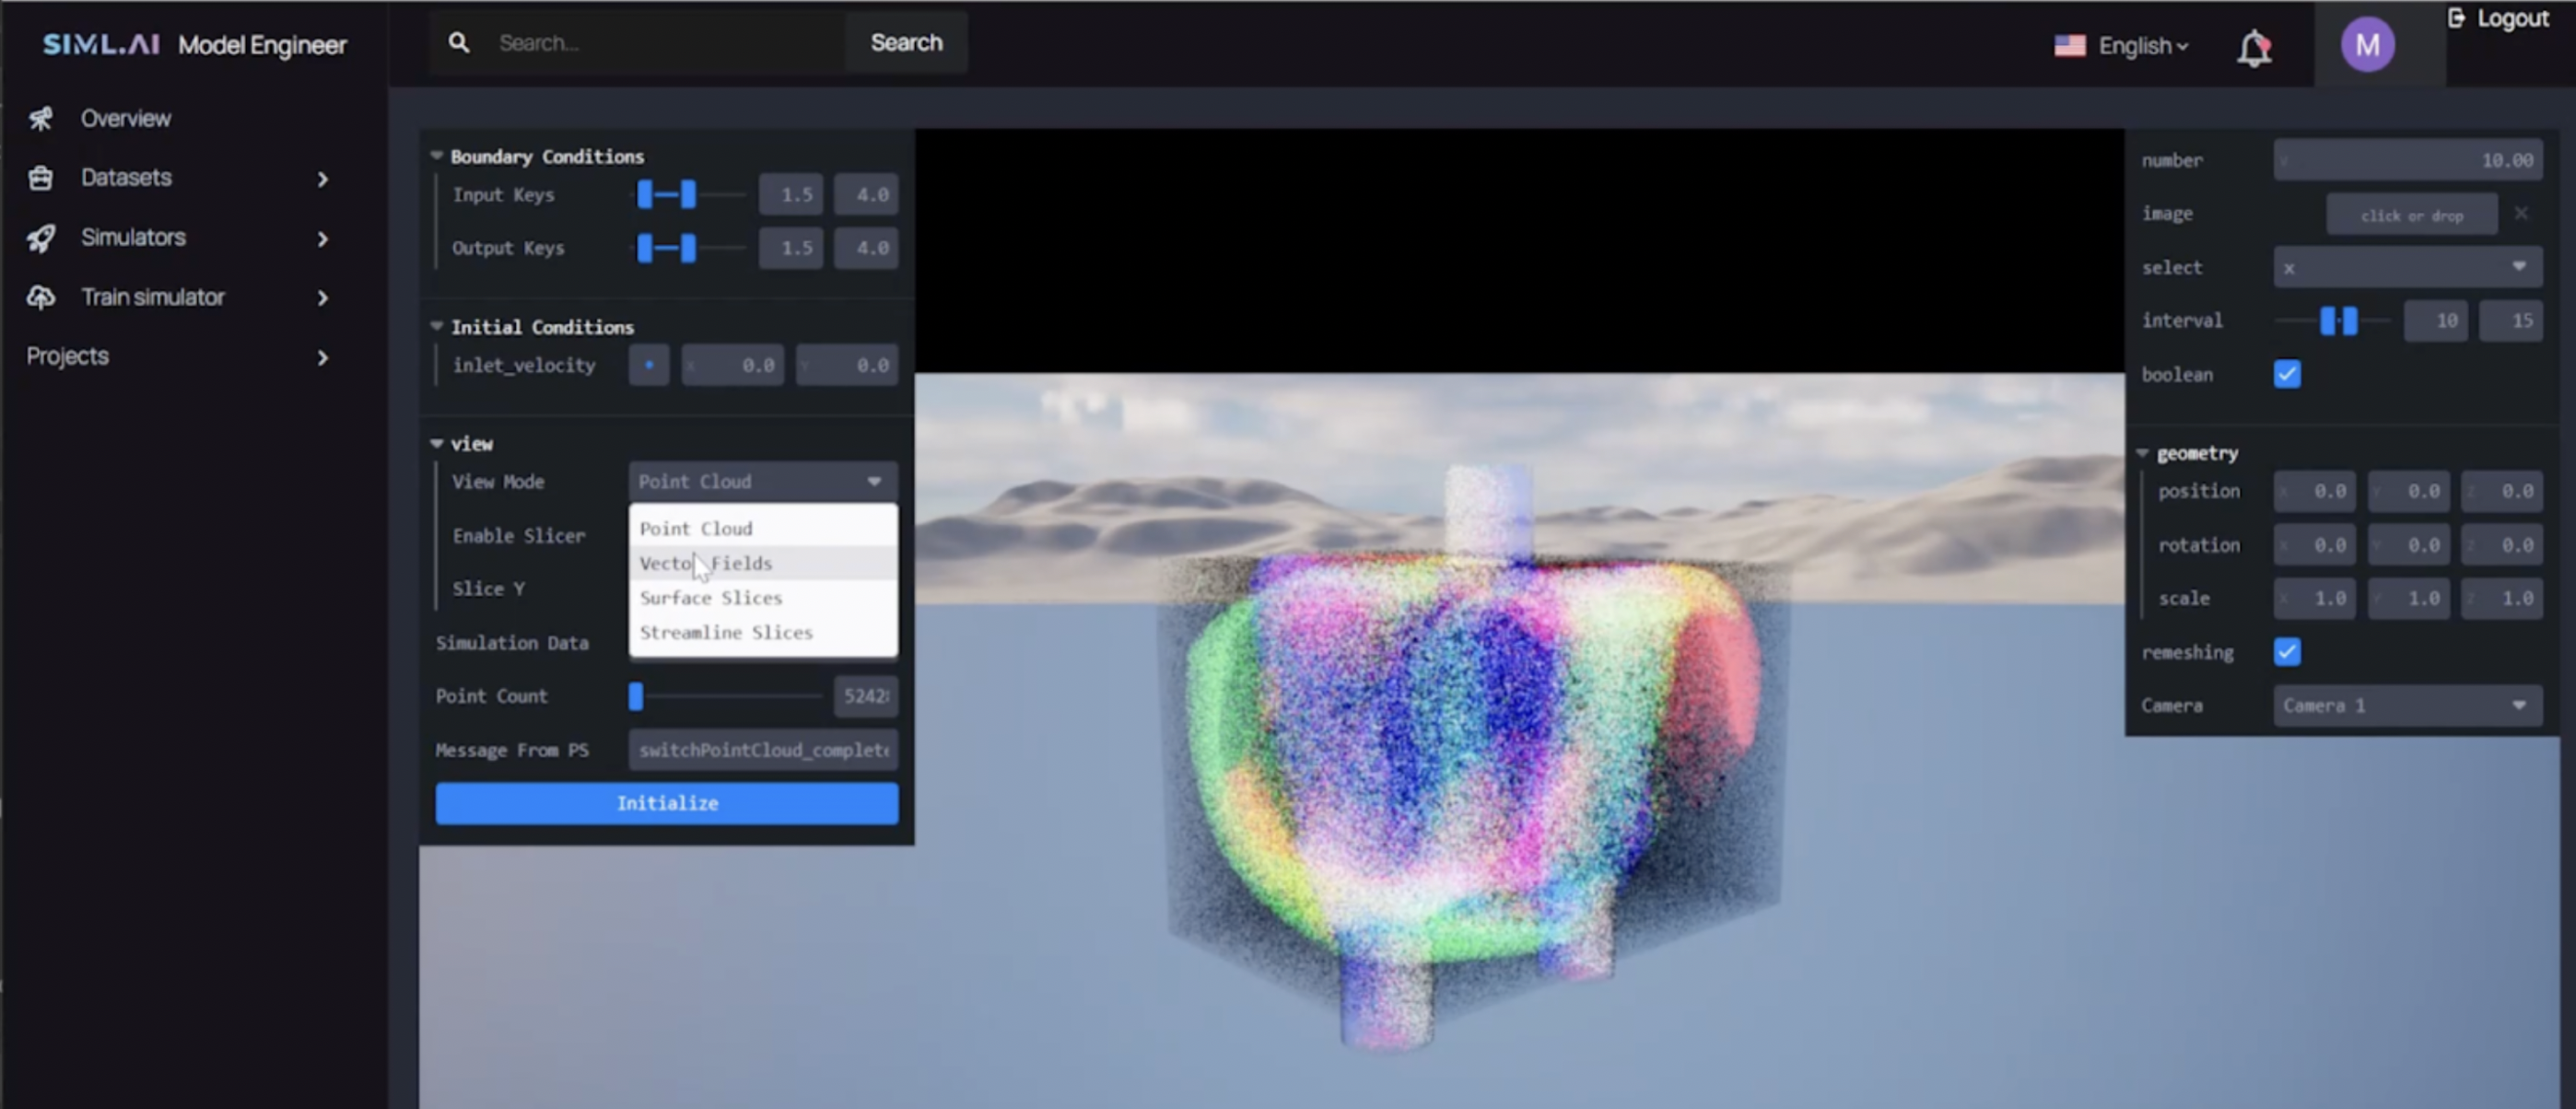 SIML.AI Model Engineer
Search...
Search
English
M
Logout
Overview
Datasets
Simulators
Train simulator
Projects
Boundary Conditions
Input Keys 1.5 4.0
Output Keys 1.5 4.0
Initial Conditions
inlet_velocity X 0.0 Y 0.0
view
View Mode Point Cloud
Point Cloud
Enable Slicer
Vector Fields
Slice Y
Surface Slices
Streamline Slices
Simulation Data
Point Count 5242
Message From PS switchPointCloud_complete
Initialize
number 10.00
image click or drop
select x
interval 10 15
boolean
geometry
position X 0.0 Y 0.0 Z 0.0
rotation X 0.0 Y 0.0 Z 0.0
scale X 1.0 Y 1.0 Z 1.0
remeshing
Camera Camera 1